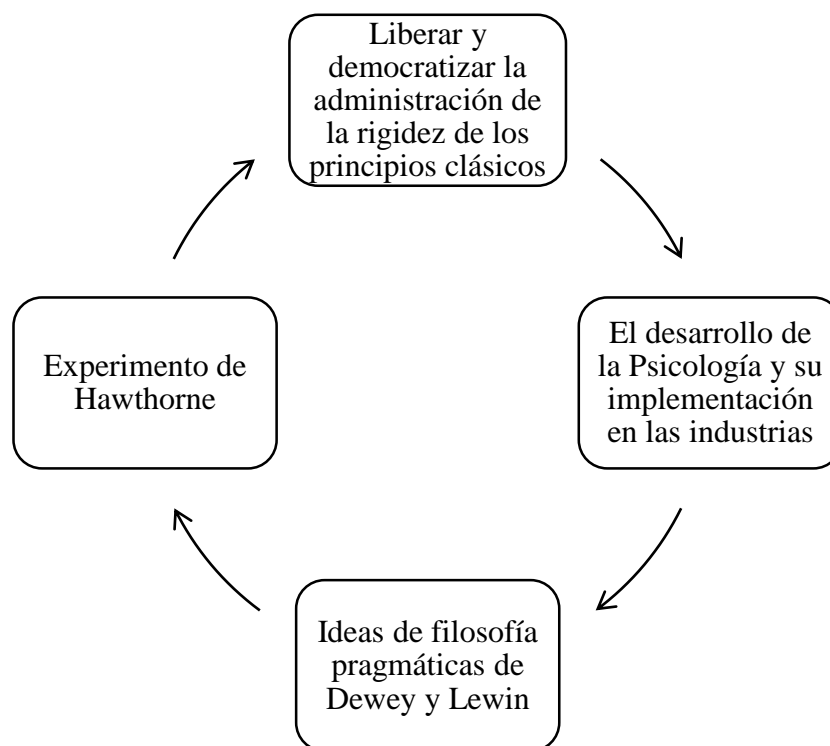 Liberar y
democratizar la
administración de
la rigidez de los
principios clásicos
El desarrollo de
la Psicología y su
implementación
en las industrias
Ideas de filosofía
pragmáticas de
Dewey y Lewin
Experimento de
Hawthorne